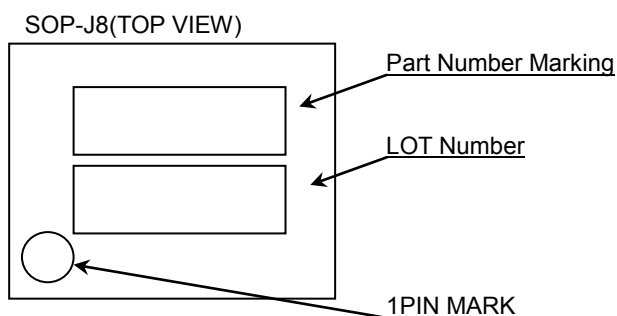 SOP-J8(TOP VIEW)
Part Number Marking
LOT Number
1PIN MARK